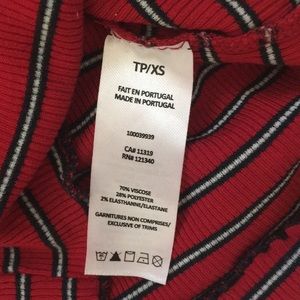 TP/XS
FAIT EN PORTUGAL
MADE IN PORTUGAL
100039939
CA# 11319
RN# 121340
70% VISCOSE
28% POLYESTER
2% ELASTHANNE/ELASTANE
GARNITURES NON COMPRISES/
EXCLUSIVE OF TRIMS